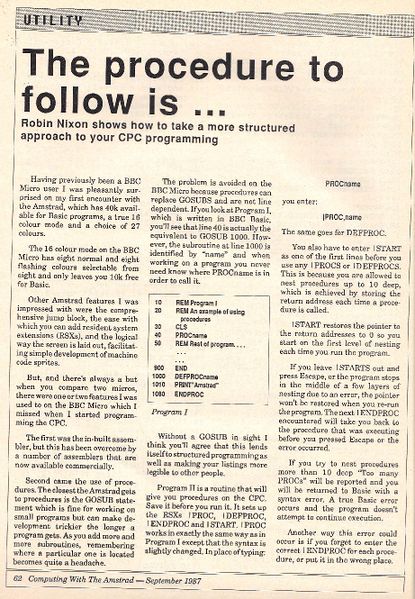 UTILITY
The procedure to
follow is ...
Robin Nixon shows how to take a more structured
approach to your CPC programming
Having previously been a BBC
Micro user I was pleasantly sur-
prised on my first encounter with
the Amstrad, which has 40k avail-
able for Basic programs, a true 16
colour mode and a choice of 27
colours.
The 16 colour mode on the BBC
Micro has eight normal and eight
flashing colours selectable from
eight and only leaves you 10k free
for Basic.
Other Amstrad features I was
impressed with were the compre-
hensive jump block, the ease with
which you can add resident system
extensions (RSXs), and the logical
way the screen is laid out, facilitat-
ing simple development of machine
code sprites.
But, and there's always a but
when you compare two micros,
there were one or two features I was
used to on the BBC Micro which I
missed when I started program-
ming the CPC.
The first was the in-built assem-
bler, but this has been overcome by
a number of assemblers that are
now available commercially.
Second came the use of proce-
dures. The closest the Amstrad gets
to procedures is the GOSUB state-
ment which is fine for working on
small programs but can make de-
velopment trickier the longer a
program gets. As you add more and
more subroutines, remembering
where a particular one is located
becomes quite a headache.
The problem is avoided on the
BBC Micro because procedures can
replace GOSUBS and are not line
dependent. If you look at Program I,
which is written in BBC Basic,
you'll see that line 40 is actually the
equivalent to GOSUB 1000. How-
ever, the subroutine at line 1000 is
identified by "name" and when
working on a program you never
need know where PROCname is in
order to call it.
10 REM Program I
20 REM An example of using
procedures
30 CLS
40 PROCname
50 REM Rest of program....
...
...
900 END
1000 DEFPROCname
1010 PRINT"Amstrad"
1080 ENDPROC
Program I
Without a GOSUB in sight I
think you'll agree that this lends
itself to structured programming as
well as making your listings more
legible to other people.
Program II is a routine that will
give you procedures on the CPC.
Save it before you run it. It sets up
the RSXs |PROC, |DEFPROC,
|ENDPROC and |START. |PROC
works in exactly the same way as in
Program I except that the syntax is
slightly changed. In place of typing:
PROCname
you enter:
|PROC,name
The same goes for DEFPROC.
You also have to enter |START
as one of the first lines before you
use any |PROCS or |DEFPROCS.
This is because you are allowed to
nest procedures up to 10 deep,
which is achieved by storing the
return address each time a proce-
dure is called.
|START restores the pointer to
the return addresses to 0 so you
start on the first level of nesting
each time you run the program.
If you leave |STARTS out and
press Escape, or the program stops
in the middle of a few layers of
nesting due to an error, the pointer
won't be restored when you re-run
the program. The next |ENDPROC
encountered will take you back to
the procedure that was executing
before you pressed Escape or the
error occurred.
If you try to nest procedures
more than 10 deep "Too many
PROCs" will be reported and you
will be returned to Basic with a
syntax error. A true Basic error
occurs and the program doesn't
attempt to continue execution.
Another way this error could
occur is if you forget to enter the
correct |ENDPROC for each proce-
dure, or put it in the wrong place.
62 Computing With The Amstrad — September 1987